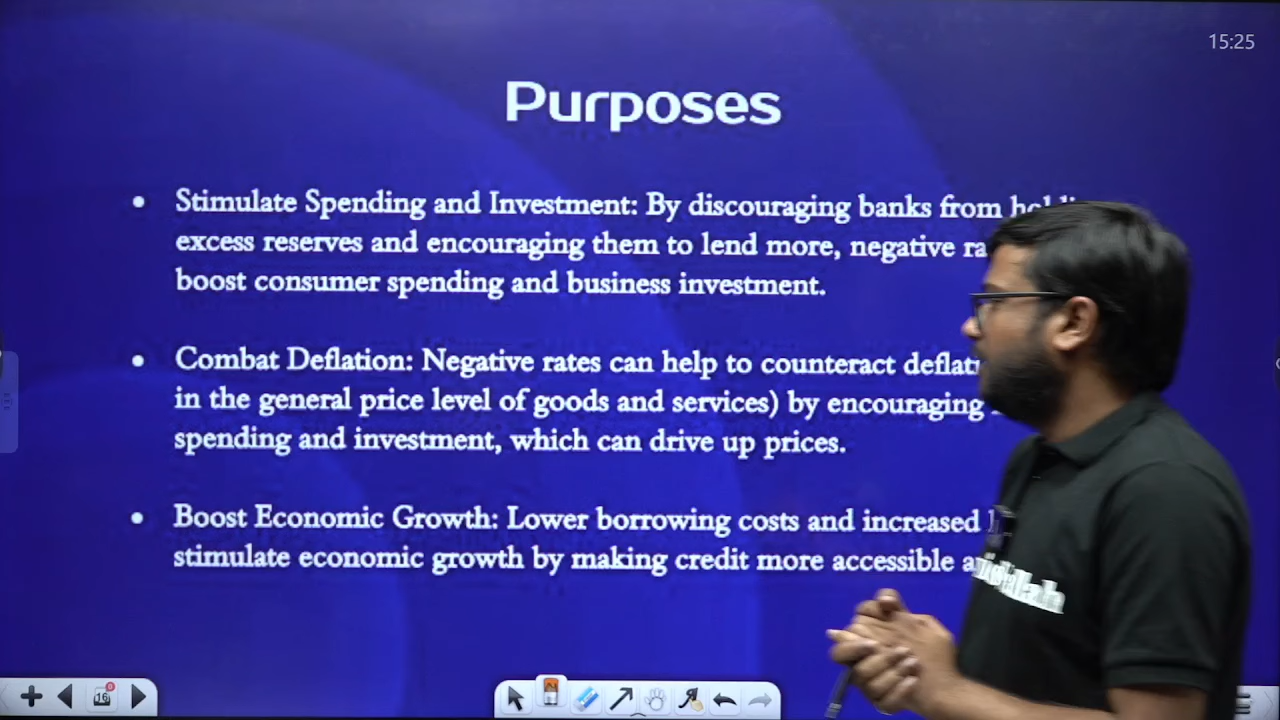 15:25
Purposes
• Stimulate Spending and Investment: By discouraging banks from
excess reserves and encouraging them to lend more, negative
boost consumer spending and business investment.
• Combat Deflation: Negative rates can help to counteract
in the general price level of goods and services) by encouraging
spending and investment, which can drive up prices.
• Boost Economic Growth: Lower borrowing costs and increased
stimulate economic growth by making credit more accessible
16